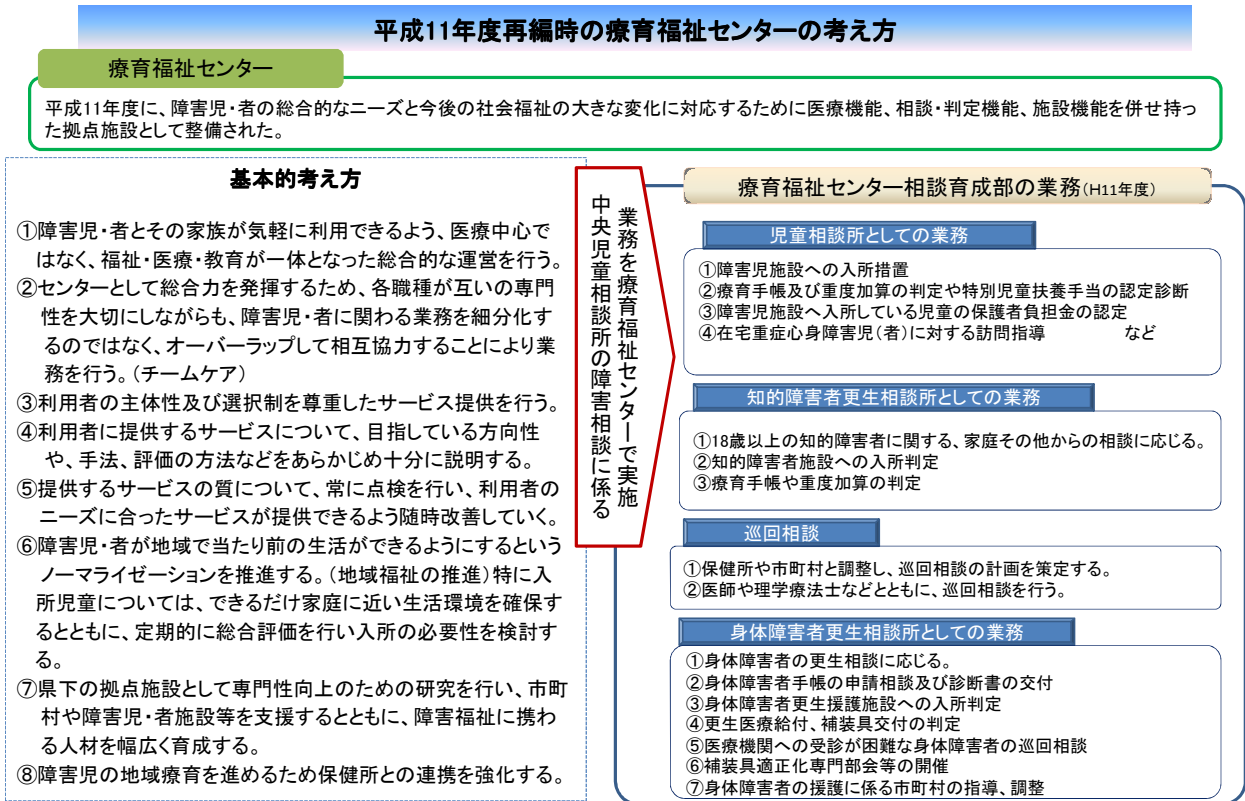 平成11年度再編時の療育福祉センターの考え方
療育福祉センター
平成11年度に、障害児・者の総合的なニーズと今後の社会福祉の大きな変化に対応するために医療機能、相談・判定機能、施設機能を併せ持っ
た拠点施設として整備された。
基本的考え方
①障害児・者とその家族が気軽に利用できるよう、医療中心で
はなく、福祉・医療・教育が一体となった総合的な運営を行う。
②センターとして総合力を発揮するため、各職種が互いの専門
性を大切にしながらも、障害児・者に関わる業務を細分化す
るのではなく、オーバーラップして相互協力することにより業
務を行う。(チームケア)
③利用者の主体性及び選択制を尊重したサービス提供を行う。
④利用者に提供するサービスについて、目指している方向性
や、手法、評価の方法などをあらかじめ十分に説明する。
⑤提供するサービスの質について、常に点検を行い、利用者の
ニーズに合ったサービスが提供できるよう随時改善していく。
⑥障害児・者が地域で当たり前の生活ができるようにするという
ノーマライゼーションを推進する。(地域福祉の推進)特に入
所児童については、できるだけ家庭に近い生活環境を確保す
るとともに、定期的に総合評価を行い入所の必要性を検討す
る。
⑦県下の拠点施設として専門性向上のための研究を行い、市町
村や障害児・者施設等を支援するとともに、障害福祉に携わ
る人材を幅広く育成する。
⑧障害児の地域療育を進めるため保健所との連携を強化する。
中央児童相談所の障害相談に係る
業務を療育福祉センターで実施
療育福祉センター相談育成部の業務(H11年度)
児童相談所としての業務
①障害児施設への入所措置
②療育手帳及び重度加算の判定や特別児童扶養手当の認定診断
③障害児施設へ入所している児童の保護者負担金の認定
④在宅重症心身障害児(者)に対する訪問指導 など
知的障害者更生相談所としての業務
①18歳以上の知的障害者に関する、家庭その他からの相談に応じる。
②知的障害者施設への入所判定
③療育手帳や重度加算の判定
巡回相談
①保健所や市町村と調整し、巡回相談の計画を策定する。
②医師や理学療法士などとともに、巡回相談を行う。
身体障害者更生相談所としての業務
①身体障害者の更生相談に応じる。
②身体障害者手帳の申請相談及び診断書の交付
③身体障害者更生援護施設への入所判定
④更生医療給付、補装具交付の判定
⑤医療機関への受診が困難な身体障害者の巡回相談
⑥補装具適正化専門部会等の開催
⑦身体障害者の援護に係る市町村の指導、調整